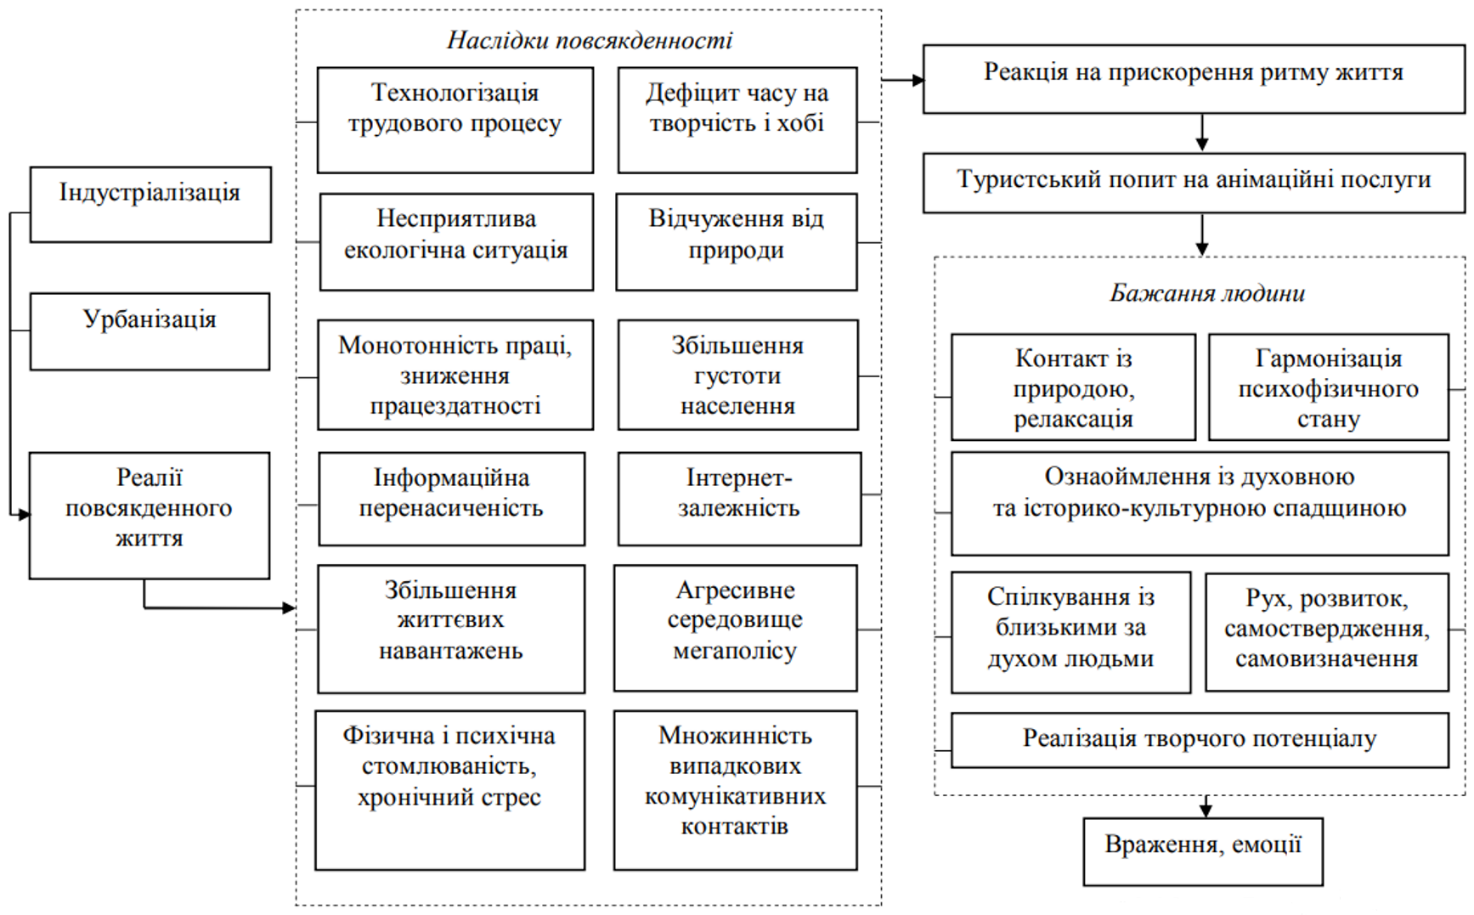 Індустріалізація
Урбанізація
Реалії
повсякденного
життя
Наслідки повсякденності
Технологізація
трудового процесу
Дефіцит часу на
творчість і хобі
Несприятлива
екологічна ситуація
Відчуження від
природи
Монотонність праці,
зниження
працездатності
Збільшення
густоти
населення
Інформаційна
перенасиченість
Інтернет-
залежність
Збільшення
життєвих
навантажень
Агресивне
середовище
мегаполісу
Фізична і психічна
стомлюваність,
хронічний стрес
Множинність
випадкових
комунікативних
контактів
Реакція на прискорення ритму життя
Туристський попит на анімаційні послуги
Бажання людини
Контакт із
природою,
релаксація
Гармонізація
психофізичного
стану
Ознаоймлення із духовною
та історико-культурною спадщиною
Спілкування із
близькими за
духом людьми
Рух, розвиток,
самоствердження,
самовизначення
Реалізація творчого потенціалу
Враження, емоції